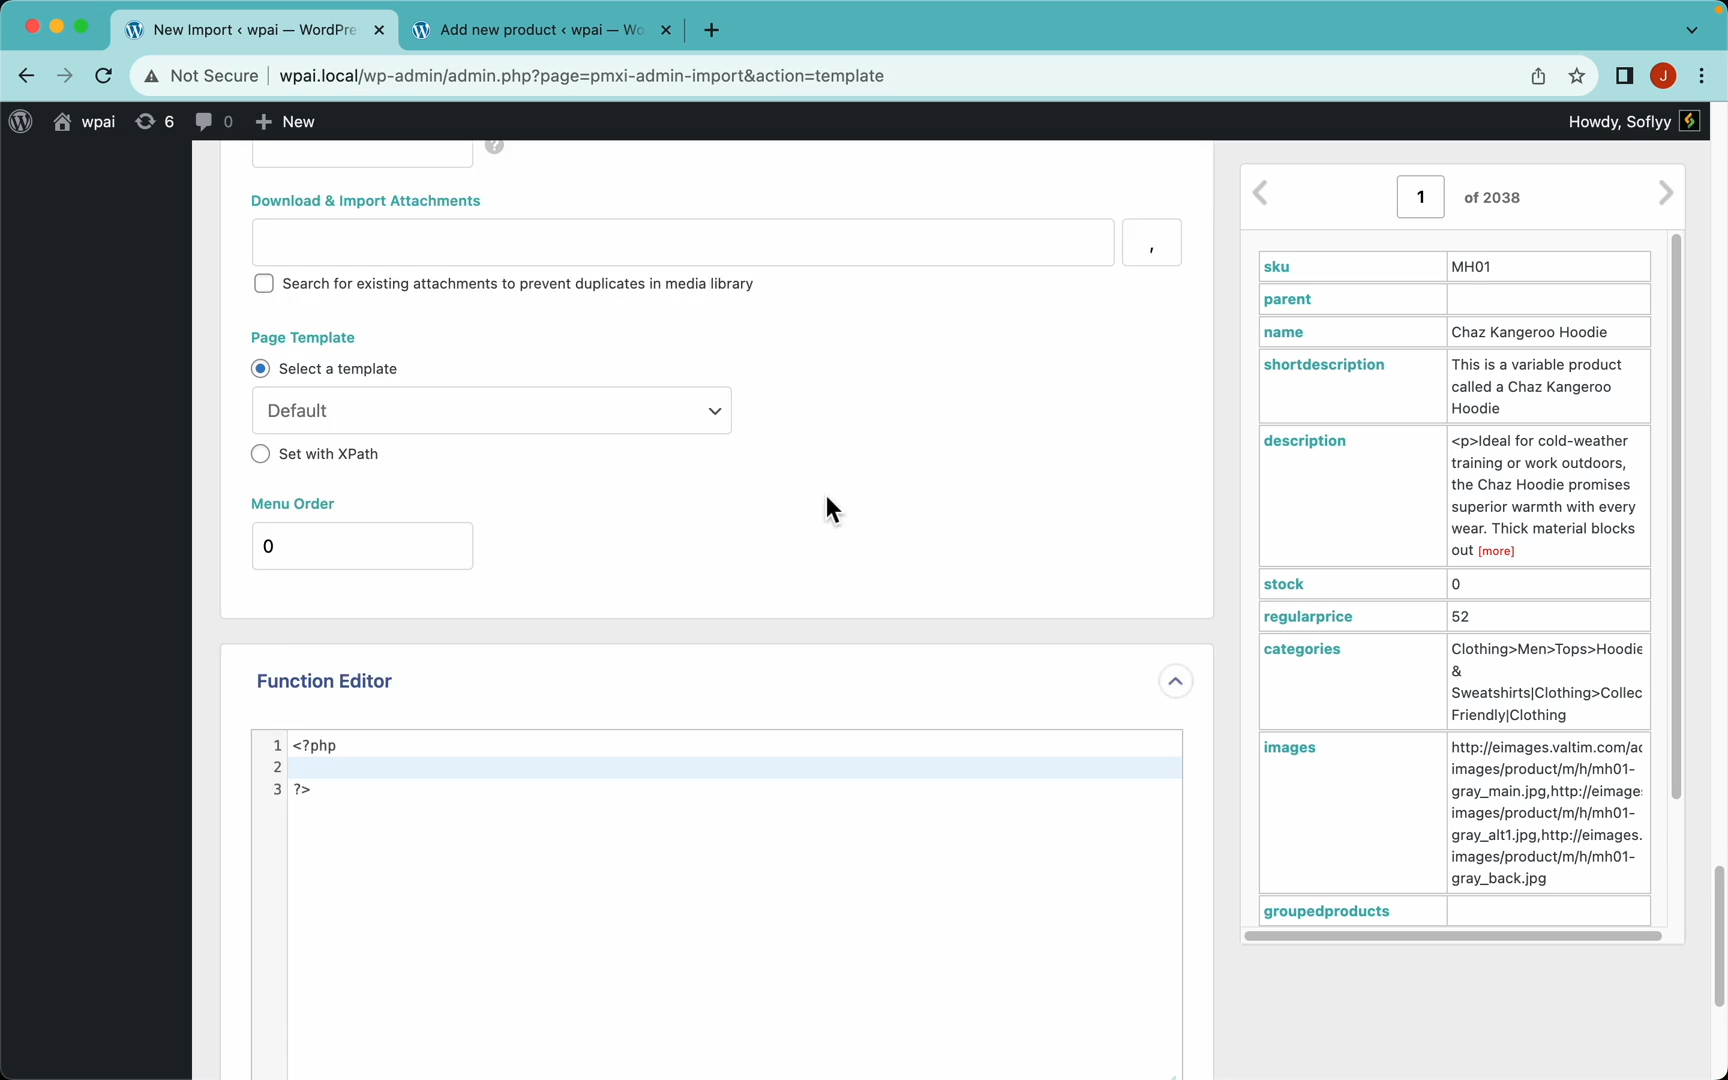 New Import ‹ wpai — WordPre
Add new product ‹ wpai — Wo
Not Secure
wpai.local/wp-admin/admin.php?page=pmxi-admin-import&action=template
J
wpai
6
0
New
Howdy, Soflyy
?
Download & Import Attachments
,
Search for existing attachments to prevent duplicates in media library
Page Template
Select a template
Default
Set with XPath
Menu Order
0
Function Editor
1 <?php
2
3 ?>
1 of 2038
sku MH01
parent
name Chaz Kangeroo Hoodie
shortdescription This is a variable product
called a Chaz Kangeroo
Hoodie
description <p>Ideal for cold-weather
training or work outdoors,
the Chaz Hoodie promises
superior warmth with every
wear. Thick material blocks
out [more]
stock 0
regularprice 52
categories Clothing>Men>Tops>Hoodie
&
Sweatshirts|Clothing>Collec
Friendly|Clothing
images http://eimages.valtim.com/ac
images/product/m/h/mh01-
gray_main.jpg,http://eimage
images/product/m/h/mh01-
gray_alt1.jpg,http://eimages.
images/product/m/h/mh01-
gray_back.jpg
groupedproducts